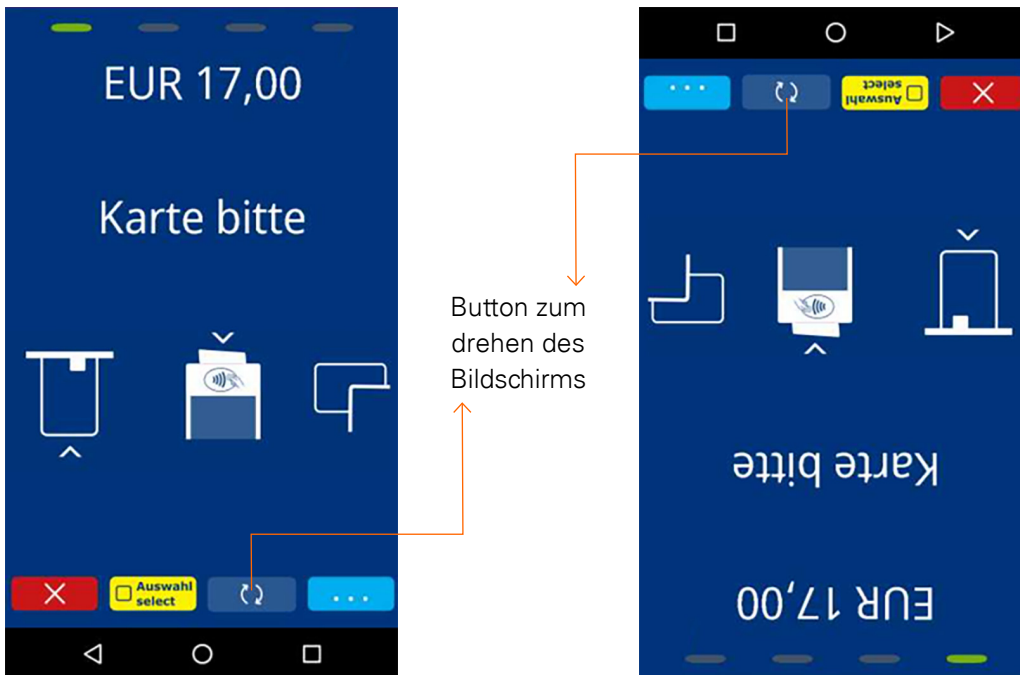 EUR 17,00
Karte bitte
Auswahl
select
Button zum
drehen des
Bildschirms
Auswahl
select
Karte bitte
EUR 17,00